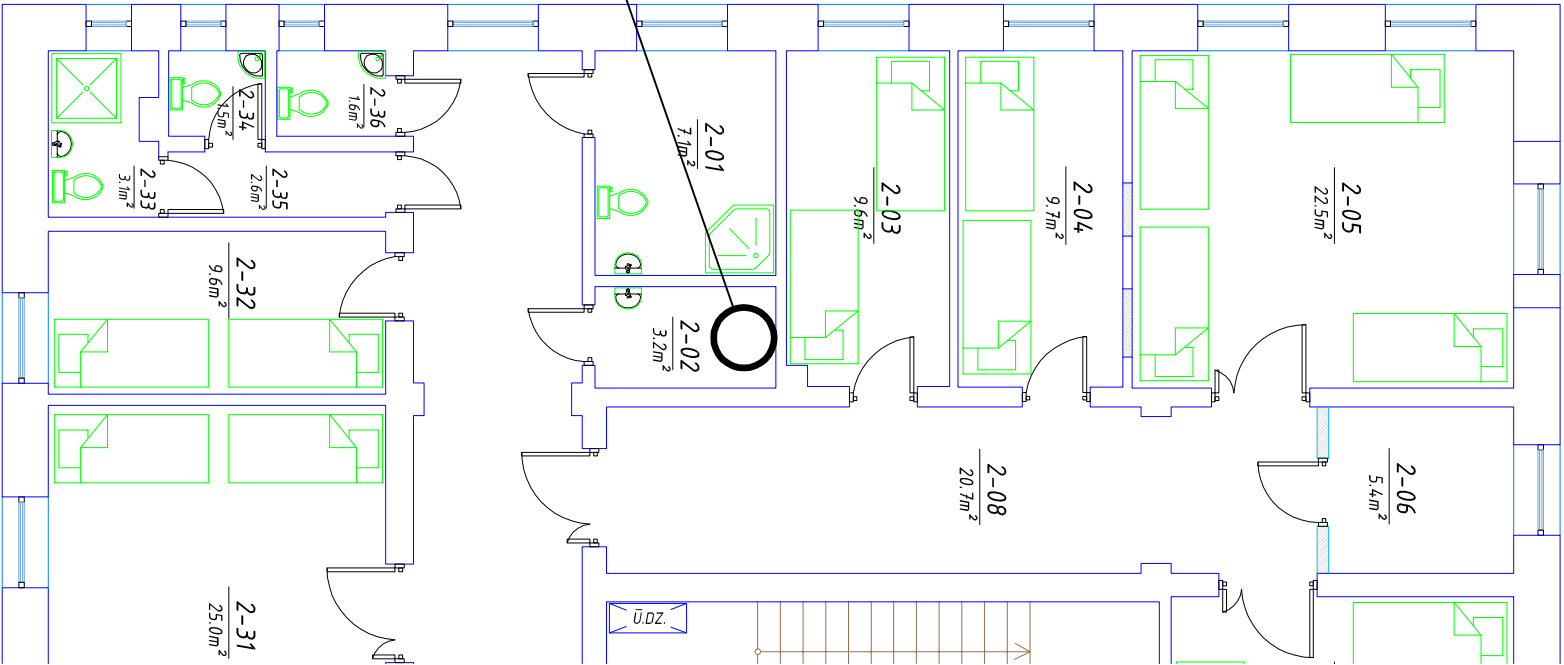 2-34
1.5m²
2-36
1.6m²
2-33
3.1m²
2-35
2.6m²
2-01
7.1m²
2-03
9.6m²
2-04
9.7m²
2-05
22.5m²
2-32
9.6m²
2-02
3.2m²
2-08
20.7m²
2-06
5.4m²
2-31
25.0m²
Ū.DZ.